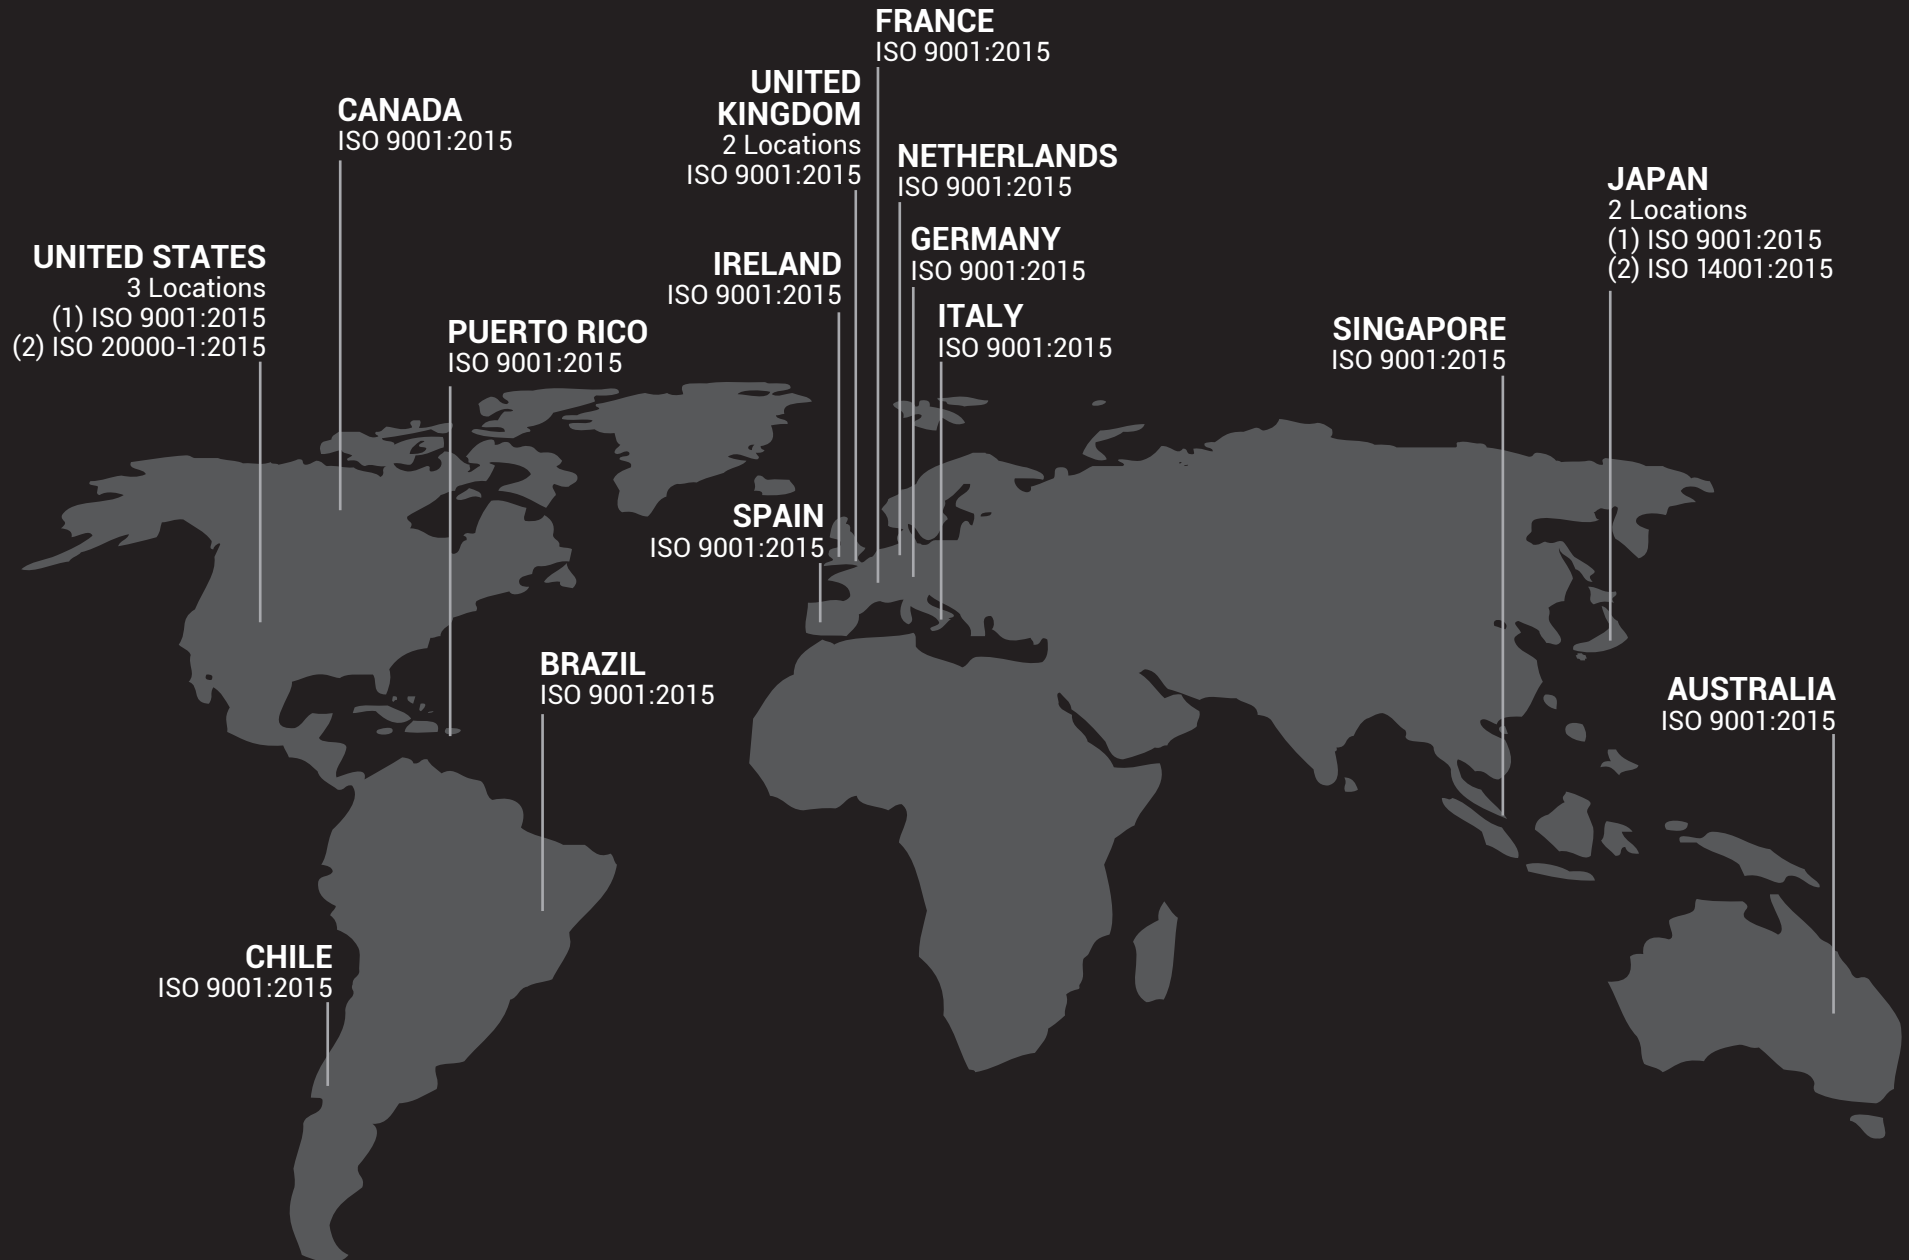 FRANCE
ISO 9001:2015
UNITED
KINGDOM
2 Locations
ISO 9001:2015
CANADA
ISO 9001:2015
NETHERLANDS
ISO 9001:2015
JAPAN
2 Locations
(1) ISO 9001:2015
(2) ISO 14001:2015
GERMANY
ISO 9001:2015
UNITED STATES
3 Locations
(1) ISO 9001:2015
(2) ISO 20000-1:2015
IRELAND
ISO 9001:2015
ITALY
ISO 9001:2015
PUERTO RICO
ISO 9001:2015
SINGAPORE
ISO 9001:2015
SPAIN
ISO 9001:2015
BRAZIL
ISO 9001:2015
AUSTRALIA
ISO 9001:2015
CHILE
ISO 9001:2015